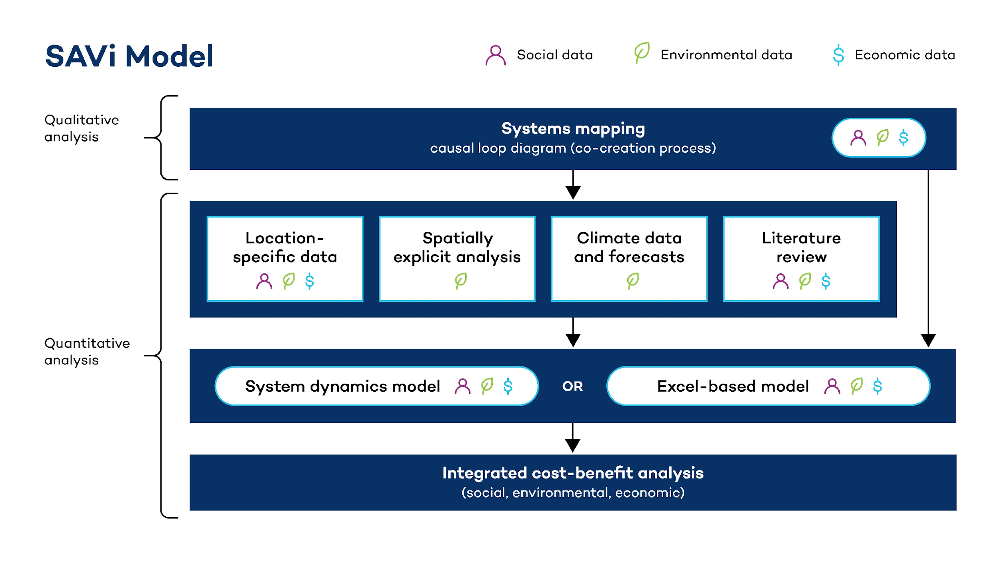 SAVi Model
Social data
Environmental data
Economic data
Qualitative
analysis
Systems mapping
causal loop diagram (co-creation process)
Location-
specific data
Spatially
explicit analysis
Climate data
and forecasts
Literature
review
Quantitative
analysis
System dynamics model
OR
Excel-based model
Integrated cost-benefit analysis
(social, environmental, economic)